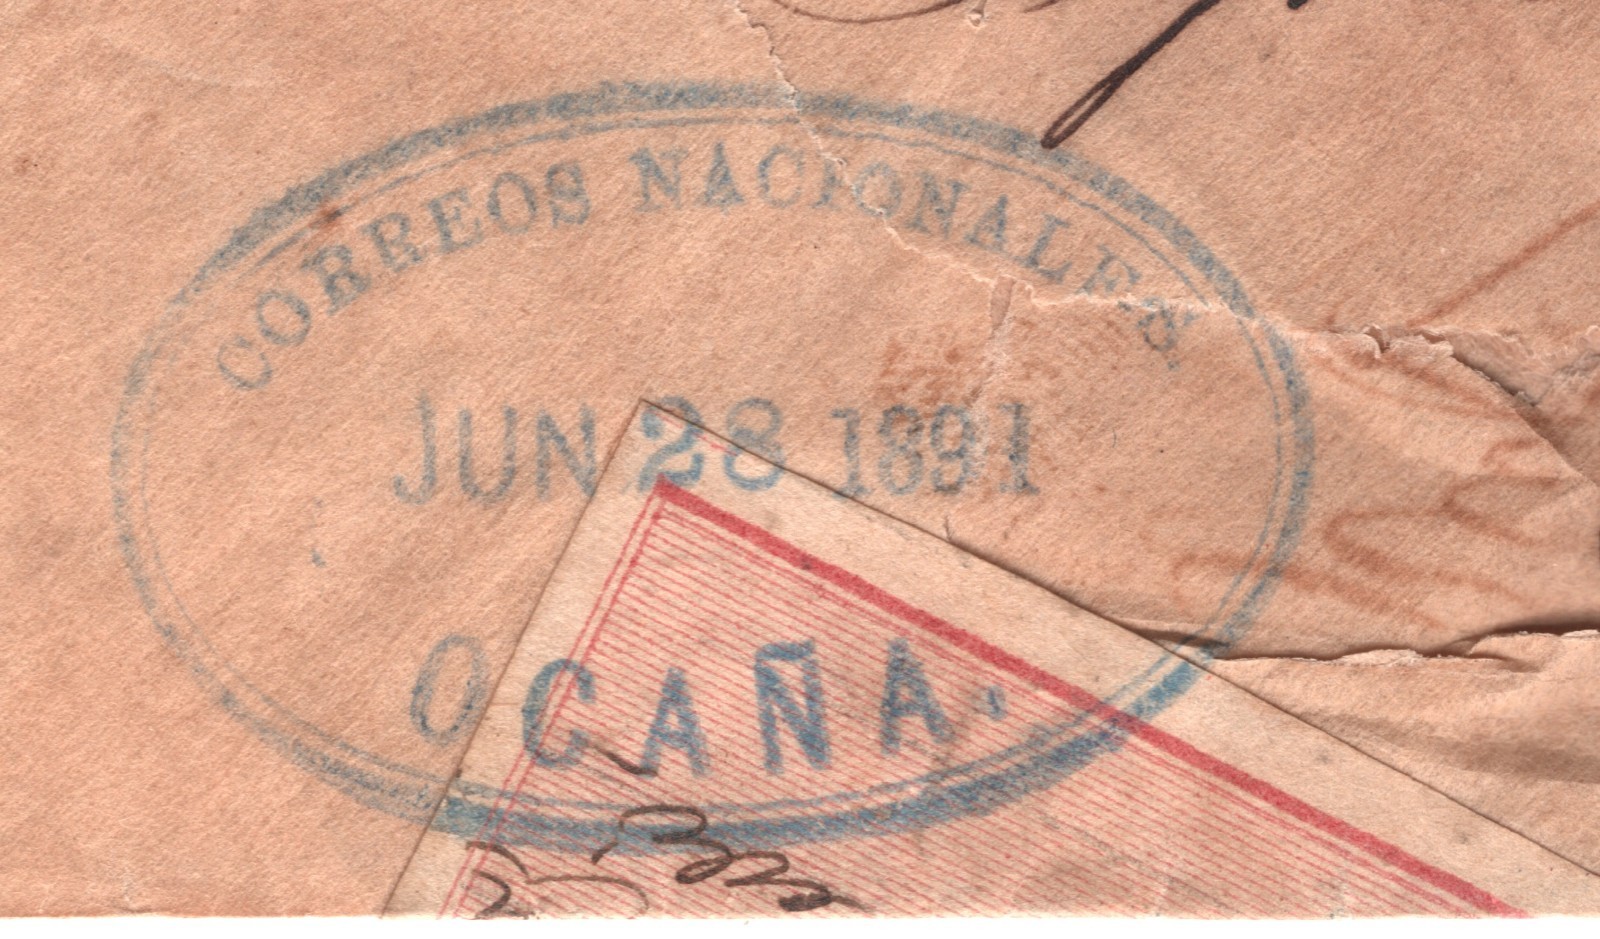 CORREOS NACIONALES
JUN 28 1891
OCAÑA.